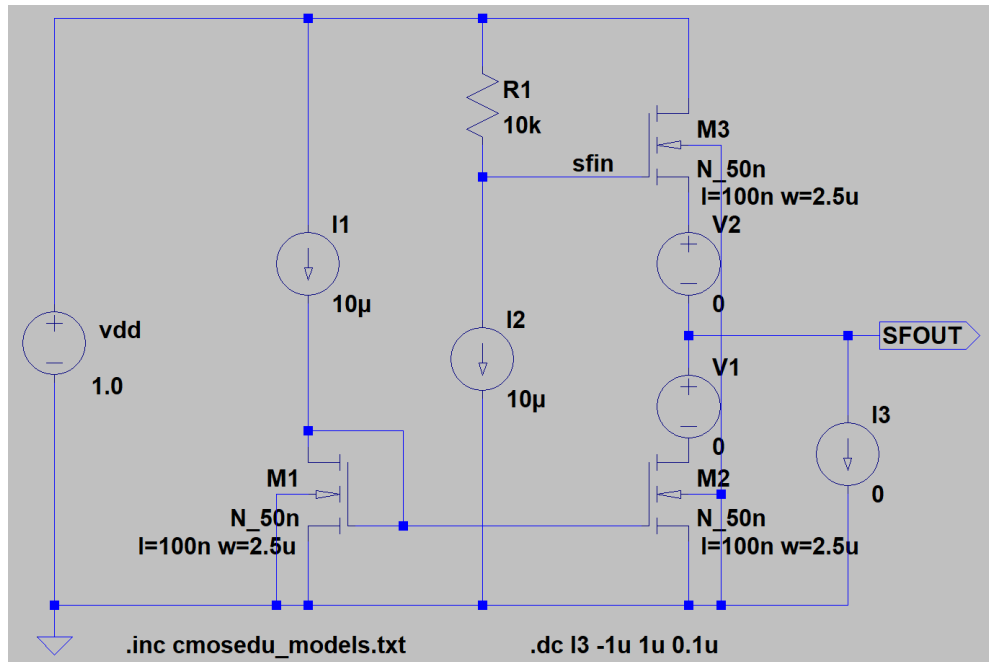 R1
10k
M3
sfin
N_50n
l=100n w=2.5u
I1
V2
10µ
0
vdd
I2
SFOUT
1.0
10µ
V1
I3
0
M1
M2
0
N_50n
N_50n
l=100n w=2.5u
l=100n w=2.5u
.inc cmosedu_models.txt
.dc I3 -1u 1u 0.1u